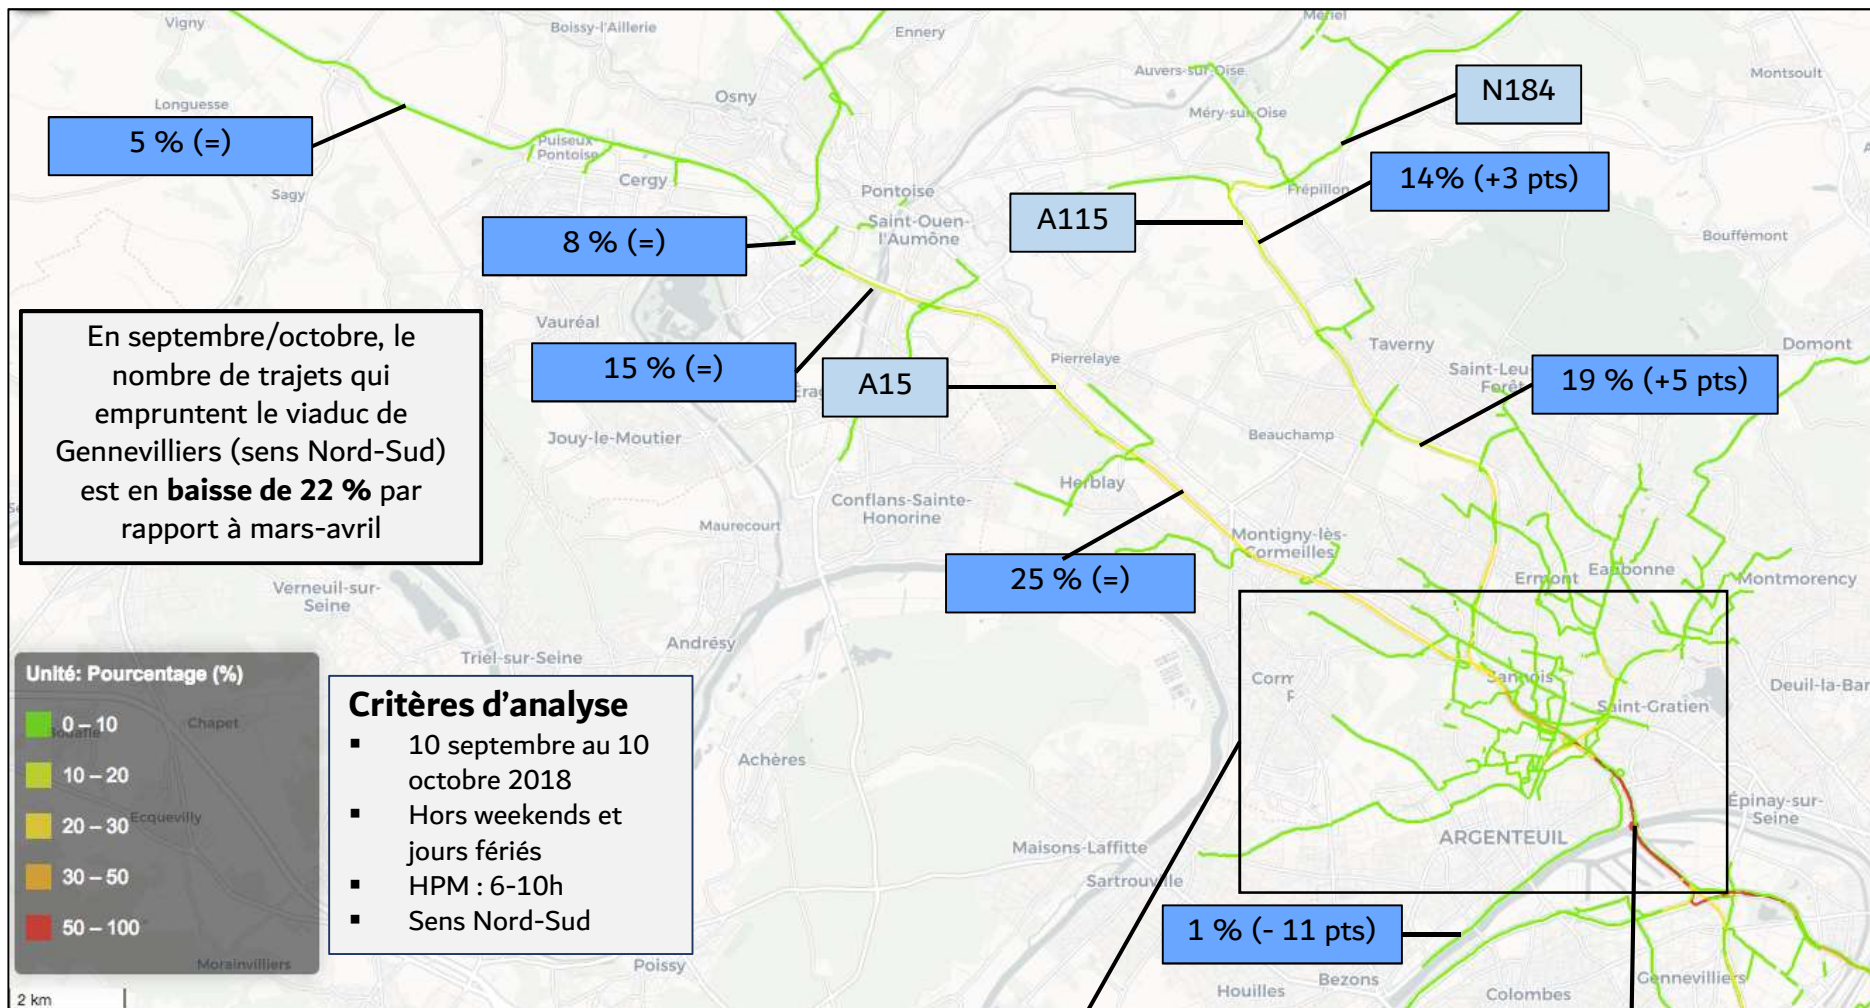 Vigny
Boissy-l'Aillerie
Ennery
Mériel
Auvers-sur-Oise
Montsoult
Longuesse
Osny
N184
Méry-sur-Oise
5 % (=)
Puiseux
Pontoise
Cergy
Pontoise
Sagy
Frépillon
14% (+3 pts)
A115
Saint-Ouen-
l'Aumône
8 % (=)
Bouffémont
En septembre/octobre, le
nombre de trajets qui
empruntent le viaduc de
Gennevilliers (sens Nord-Sud)
est en baisse de 22 % par
rapport à mars-avril
Vauréal
15 % (=)
A15
Pierrelaye
Taverny
Domont
Saint-Leu-
Forêt
19 % (+5 pts)
Jouy-le-Moutier
Beauchamp
Herblay
Conflans-Sainte-
Honorine
Maurecourt
Montigny-lès-
Cormeilles
25 % (=)
Ermont
Eaubonne
Montmorency
Verneuil-sur-
Seine
Andrésy
Triel-sur-Seine
Unité: Pourcentage (%)
0 – 10
10 – 20
20 – 30
30 – 50
50 – 100
Chapet
Bouafle
Ecquevilly
Morainvilliers
2 km
Critères d'analyse
▪ 10 septembre au 10
octobre 2018
▪ Hors weekends et
jours fériés
▪ HPM : 6-10h
▪ Sens Nord-Sud
Corm
Sannois
Deuil-la-Bar
Saint-Gratien
Achères
Épinay-sur-
Seine
ARGENTEUIL
Maisons-Laffitte
Sartrouville
1 % (- 11 pts)
Poissy
Houilles
Bezons
Colombes
Gennevilliers